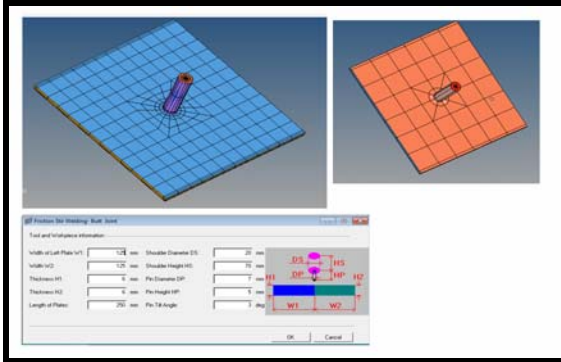 Friction Stir Welding: Butt Joint
Tool and Workpiece information
Width of Left Plate W1: 125 mm Shoulder Diameter DS: 20 mm
Width W2: 125 mm Shoulder Height HS: 75 mm
Thickness H1: 6 mm Pin Diameter DP: 7 mm
Thickness H2: 6 mm Pin Height HP: 5 mm
Length of Plates: 250 mm Pin Tilt Angle: 3 deg
DS HS
DP HP
H1 H2
W1 W2
OK Cancel